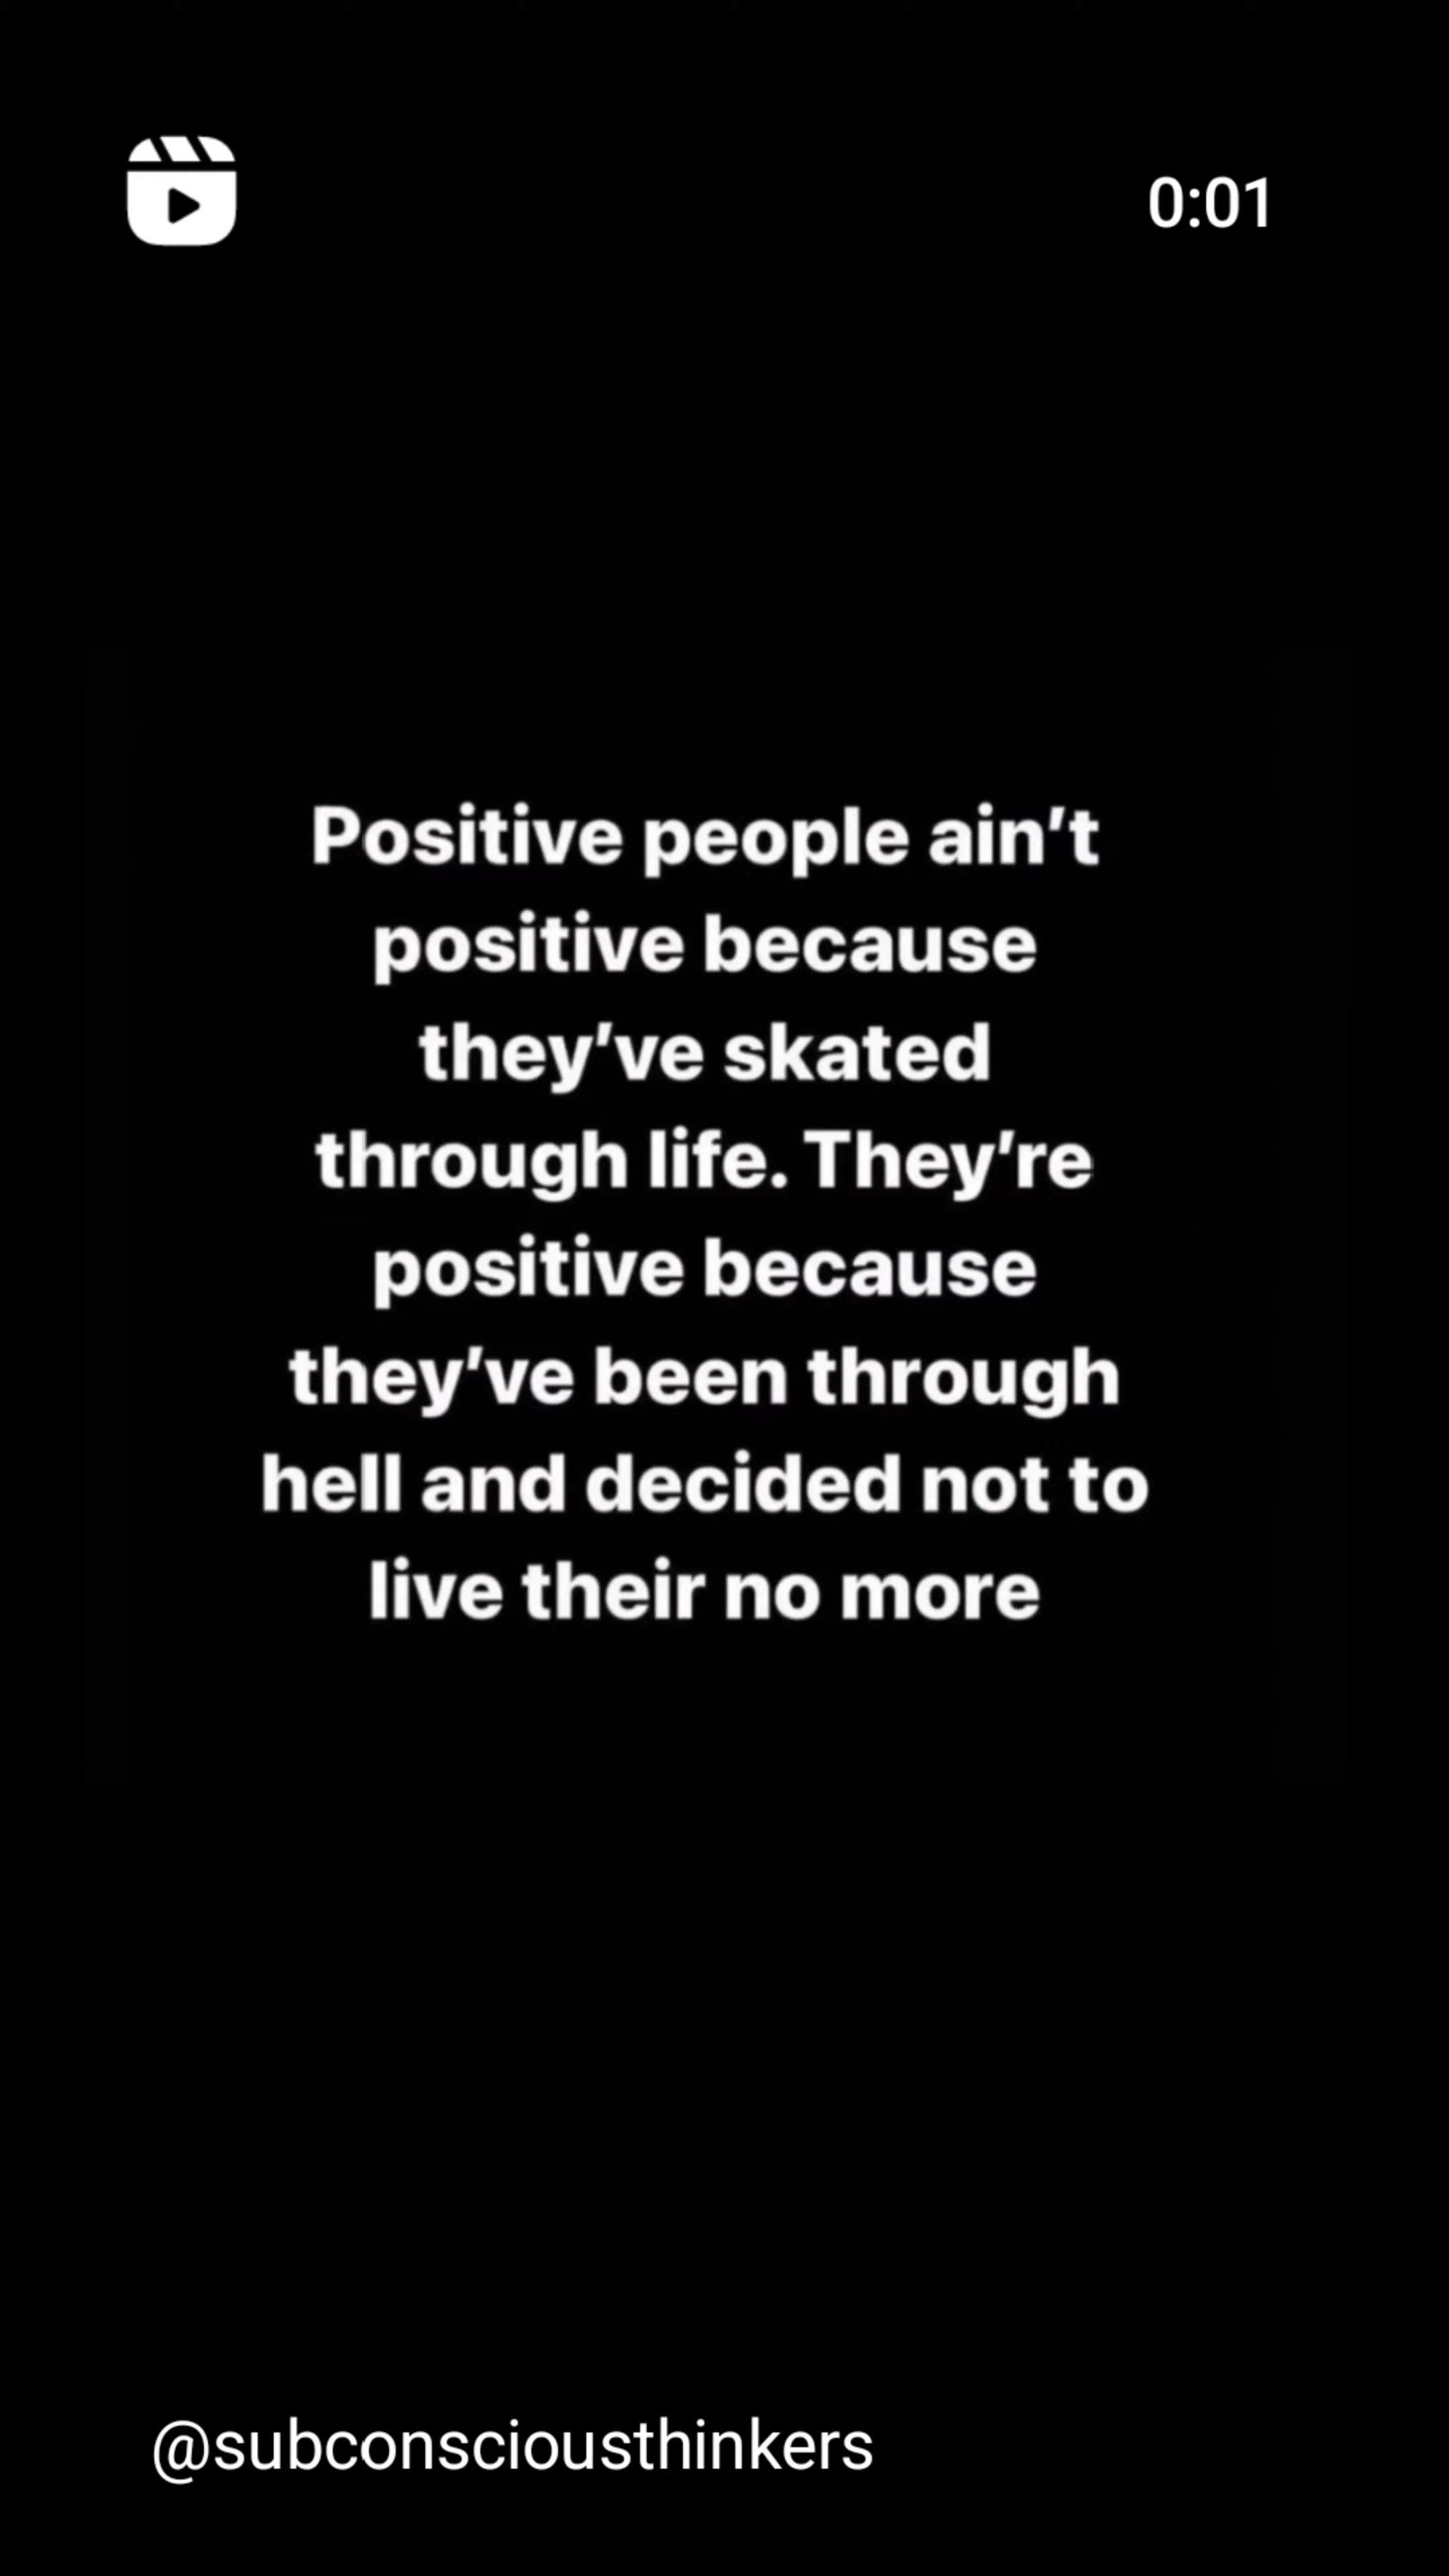 0:01
Positive people ain’t
positive because
they’ve skated
through life. They’re
positive because
they’ve been through
hell and decided not to
live their no more
@subconsciousthinkers